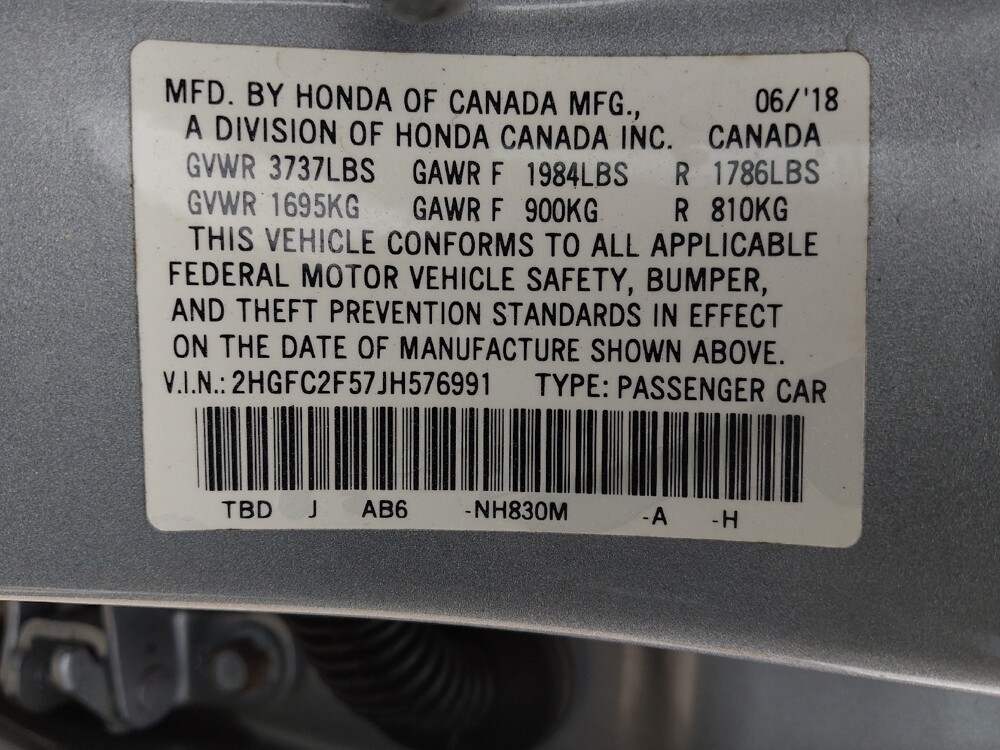 MFD. BY HONDA OF CANADA MFG., 06/'18
A DIVISION OF HONDA CANADA INC. CANADA
GVWR 3737LBS GAWR F 1984LBS R 1786LBS
GVWR 1695KG GAWR F 900KG R 810KG
THIS VEHICLE CONFORMS TO ALL APPLICABLE
FEDERAL MOTOR VEHICLE SAFETY, BUMPER,
AND THEFT PREVENTION STANDARDS IN EFFECT
ON THE DATE OF MANUFACTURE SHOWN ABOVE.
V.I.N.: 2HGFC2F57JH576991 TYPE: PASSENGER CAR
TBD J AB6 -NH830M -A -H